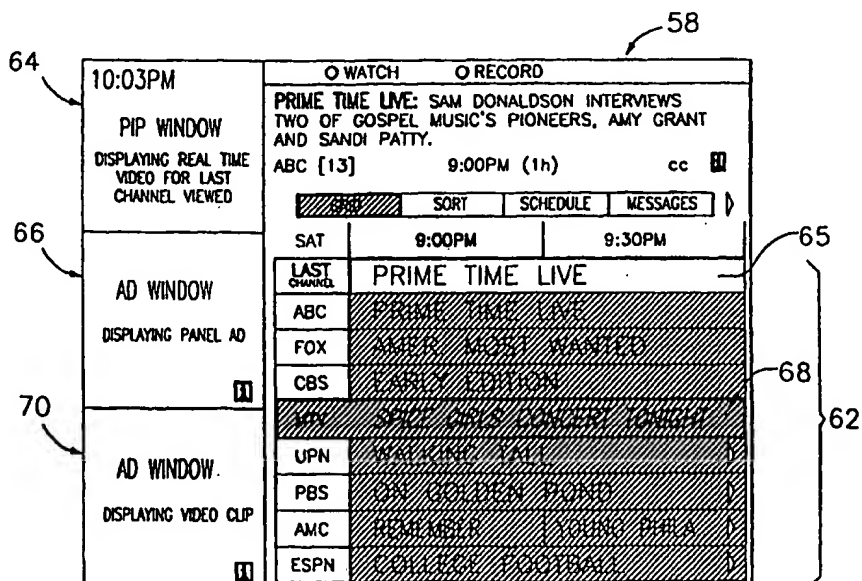 58
64
10:03PM
PIP WINDOW
DISPLAYING REAL TIME
VIDEO FOR LAST
CHANNEL VIEWED
O WATCH O RECORD
PRIME TIME LIVE: SAM DONALDSON INTERVIEWS
TWO OF GOSPEL MUSIC'S PIONEERS, AMY GRANT
AND SANDI PATTY.
ABC [13] 9:00PM (1h) cc i
GRID SORT SCHEDULE MESSAGES
66
AD WINDOW
DISPLAYING PANEL AD
i
SAT 9:00PM 9:30PM
65
LAST CHANNEL PRIME TIME LIVE
ABC PRIME TIME LIVE
FOX AMER. MOST WANTED
CBS EARLY EDITION
68
MTV SPICE GIRLS CONCERT TONIGHT
62
70
AD WINDOW
DISPLAYING VIDEO CLIP
i
UPN WALKING TALL
PBS ON GOLDEN POND
AMC REMEMBER YOUNG PHILA
ESPN COLLEGE FOOTBALL